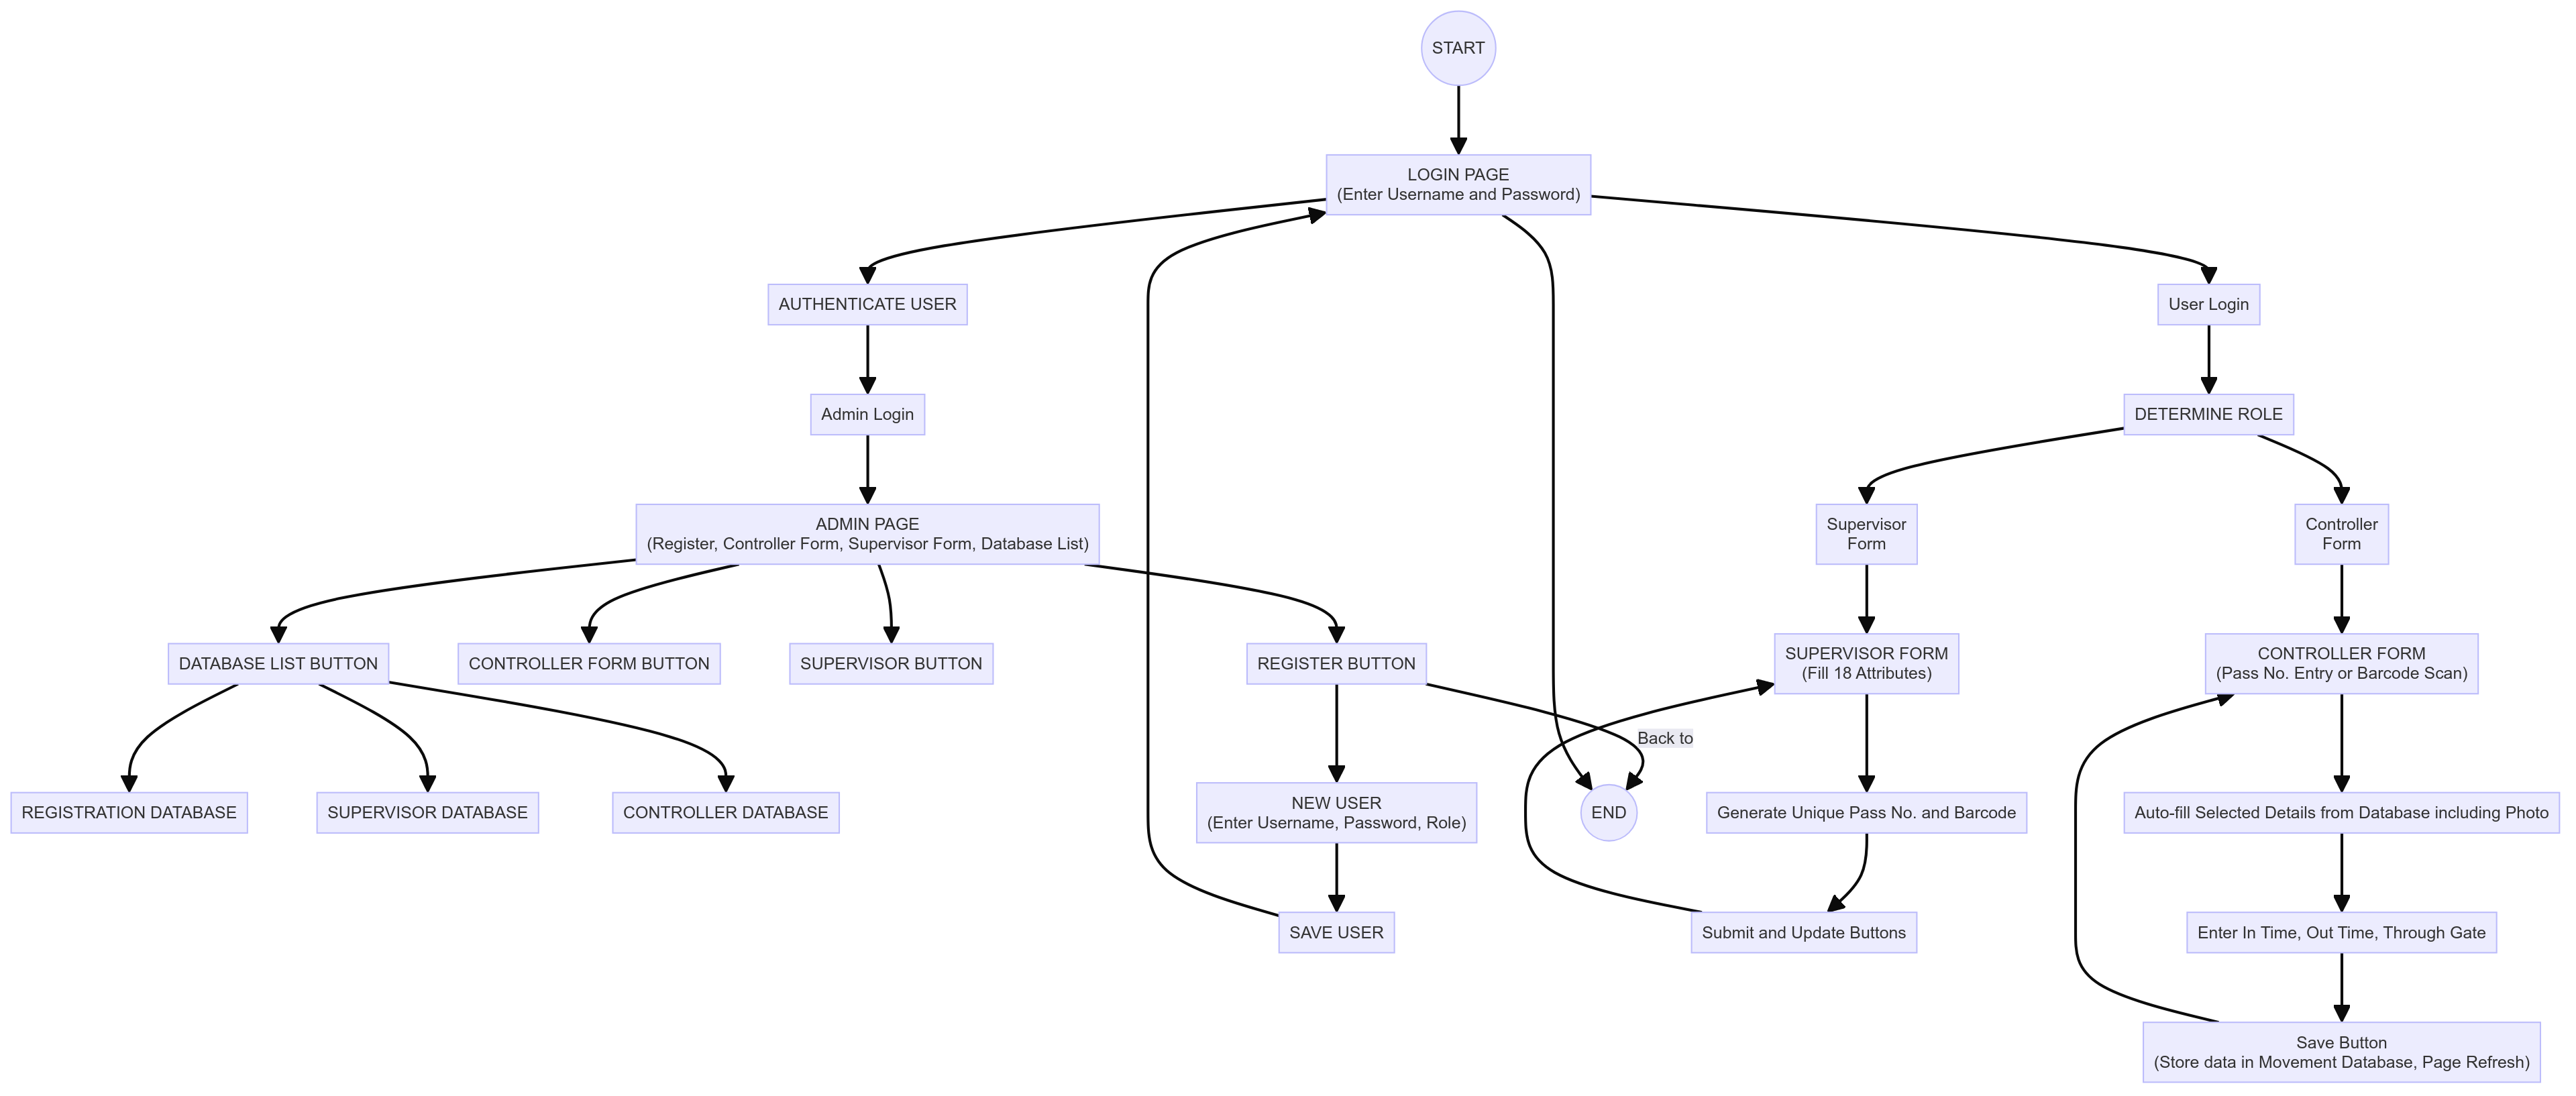 START
LOGIN PAGE
(Enter Username and Password)
AUTHENTICATE USER
User Login
Admin Login
DETERMINE ROLE
ADMIN PAGE
(Register, Controller Form, Supervisor Form, Database List)
Supervisor
Form
Controller
Form
DATABASE LIST BUTTON
CONTROLLER FORM BUTTON
SUPERVISOR BUTTON
REGISTER BUTTON
SUPERVISOR FORM
(Fill 18 Attributes)
CONTROLLER FORM
(Pass No. Entry or Barcode Scan)
Back to
REGISTRATION DATABASE
SUPERVISOR DATABASE
CONTROLLER DATABASE
NEW USER
(Enter Username, Password, Role)
END
Generate Unique Pass No. and Barcode
Auto-fill Selected Details from Database including Photo
SAVE USER
Submit and Update Buttons
Enter In Time, Out Time, Through Gate
Save Button
(Store data in Movement Database, Page Refresh)